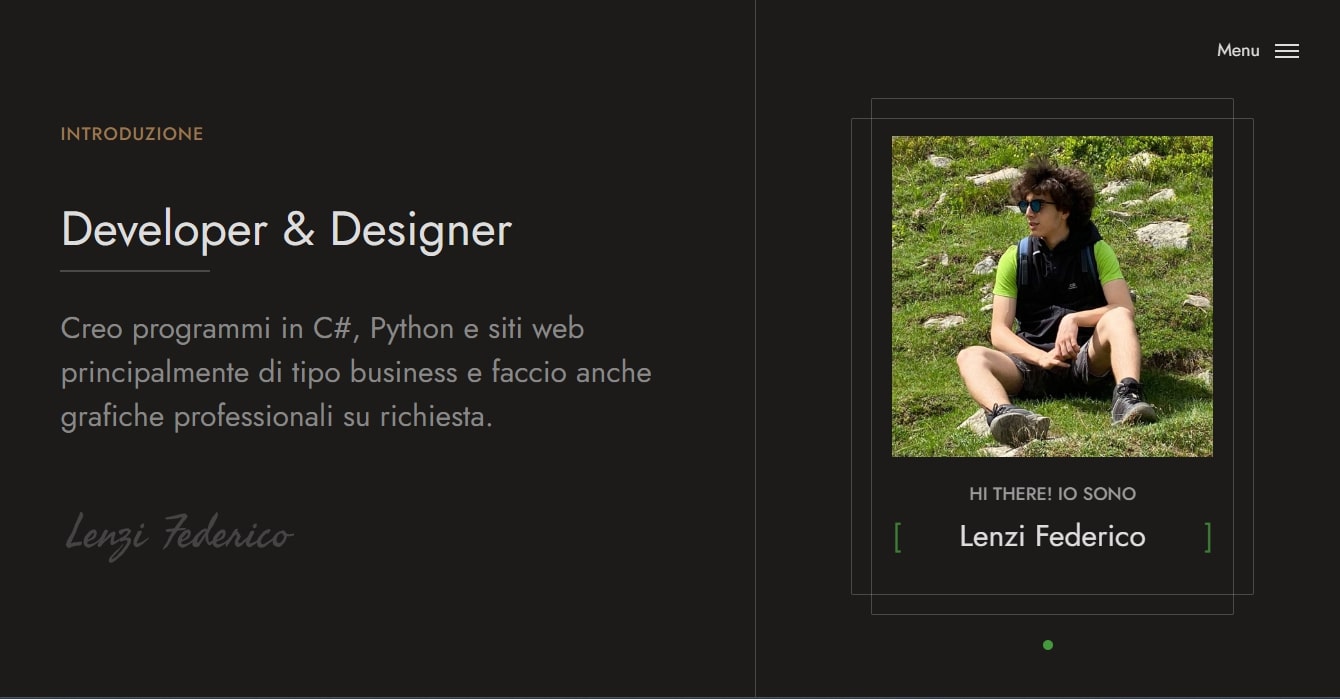 Menu
INTRODUZIONE
Developer & Designer
Creo programmi in C#, Python e siti web
principalmente di tipo business e faccio anche
grafiche professionali su richiesta.
Lenzi Federico
HI THERE! IO SONO
[ Lenzi Federico ]